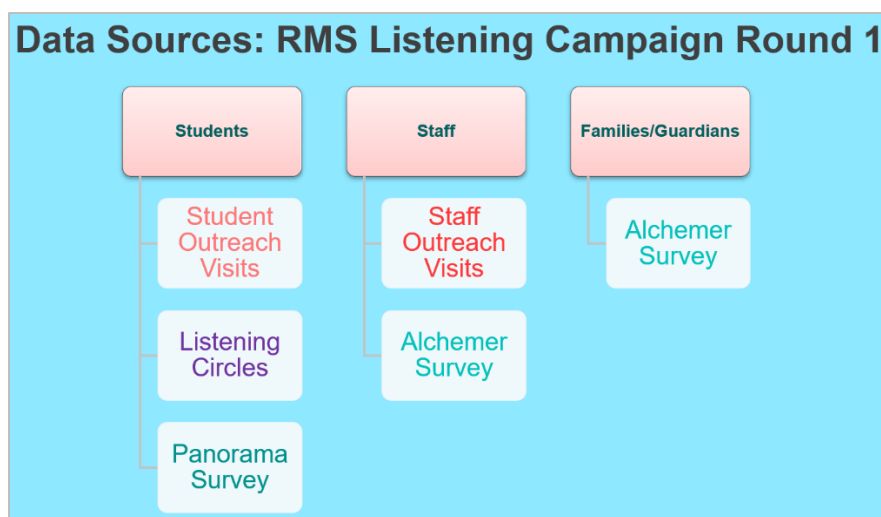 Data Sources: RMS Listening Campaign Round 1
Students
Student
Outreach
Visits
Listening
Circles
Panorama
Survey
Staff
Staff
Outreach
Visits
Alchemer
Survey
Families/Guardians
Alchemer
Survey